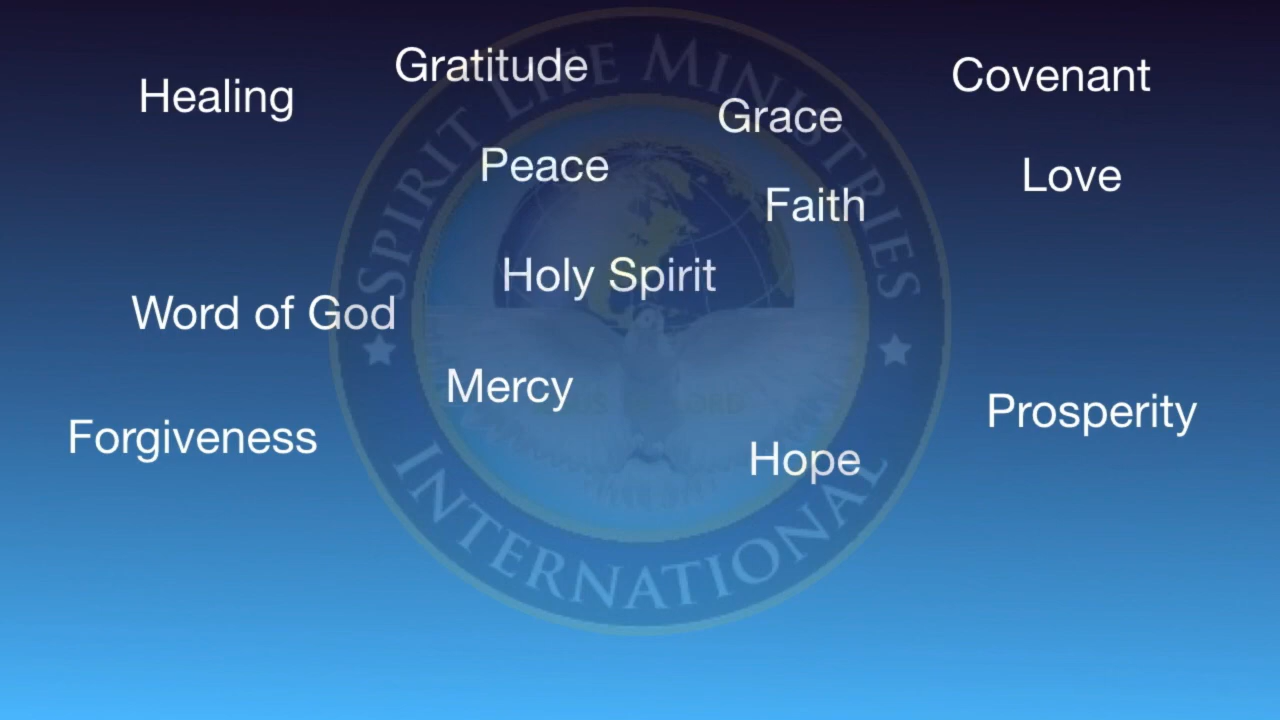 Gratitude
Covenant
Healing
Grace
Peace
Love
Faith
Holy Spirit
Word of God
Mercy
Prosperity
Forgiveness
Hope
SPIRIT LIFE MINISTRIES
INTERNATIONAL